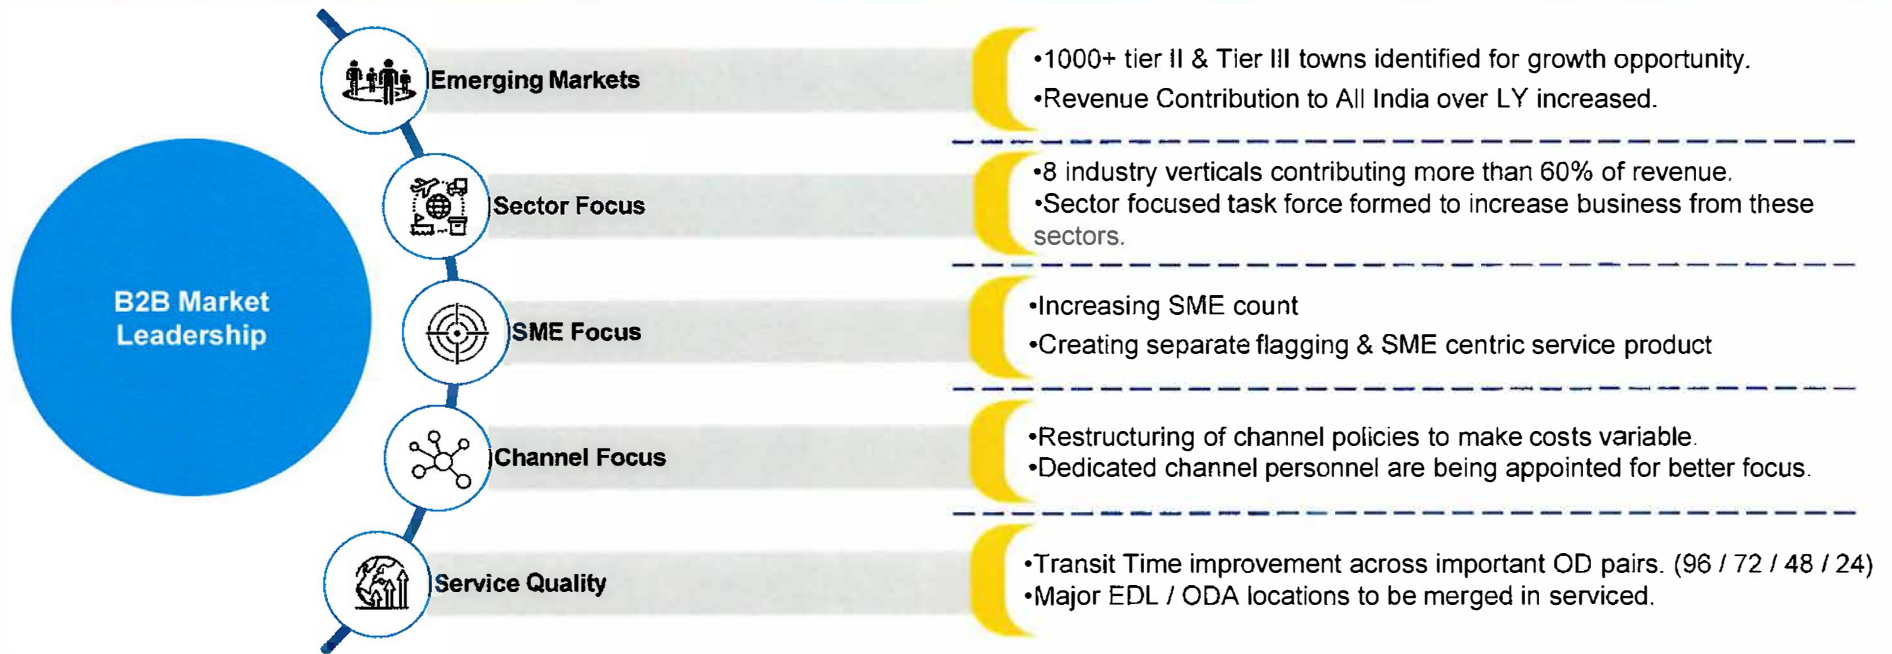 B2B Market
Leadership
Emerging Markets
•1000+ tier II & Tier III towns identified for growth opportunity.
•Revenue Contribution to All India over LY increased.
Sector Focus
•8 industry verticals contributing more than 60% of revenue.
•Sector focused task force formed to increase business from these
sectors.
SME Focus
•Increasing SME count
•Creating separate flagging & SME centric service product
Channel Focus
•Restructuring of channel policies to make costs variable.
•Dedicated channel personnel are being appointed for better focus.
Service Quality
•Transit Time improvement across important OD pairs. (96 / 72 / 48 / 24)
•Major EDL / ODA locations to be merged in serviced.